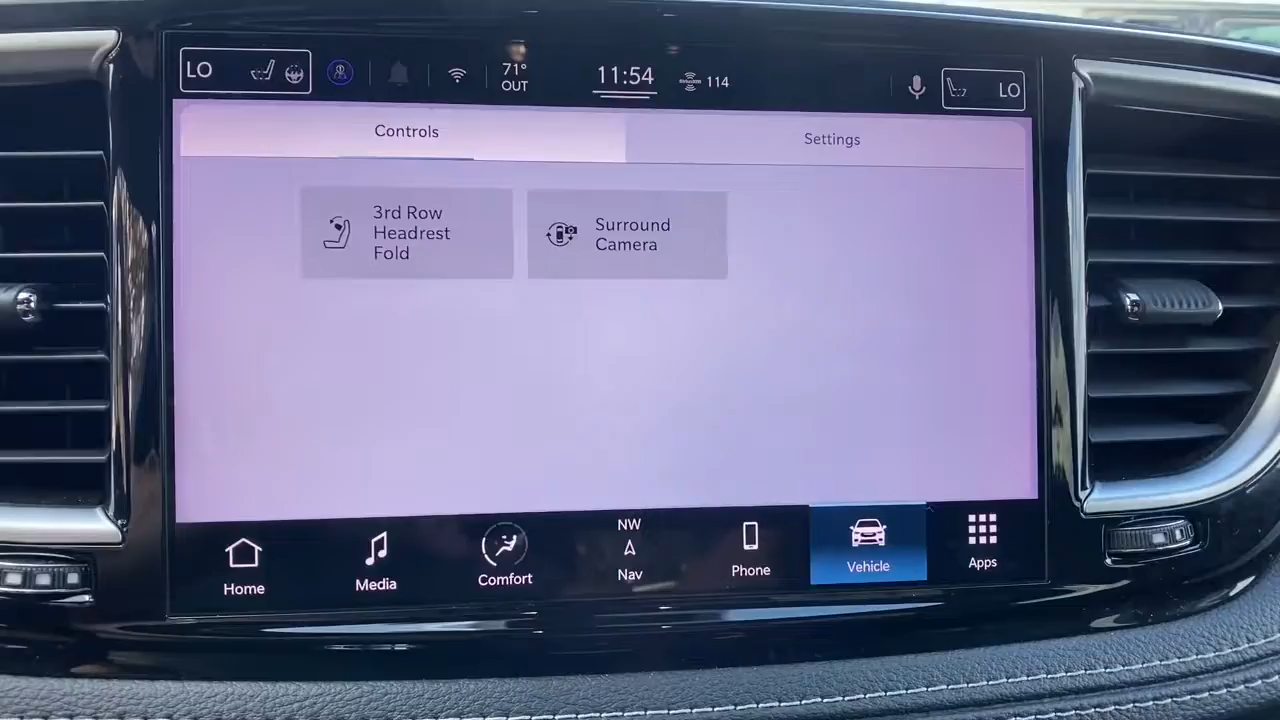 LO
71°
OUT
11:54
114
LO
Controls
Settings
3rd Row
Headrest
Fold
Surround
Camera
Home
Media
Comfort
NW
Nav
Phone
Vehicle
Apps